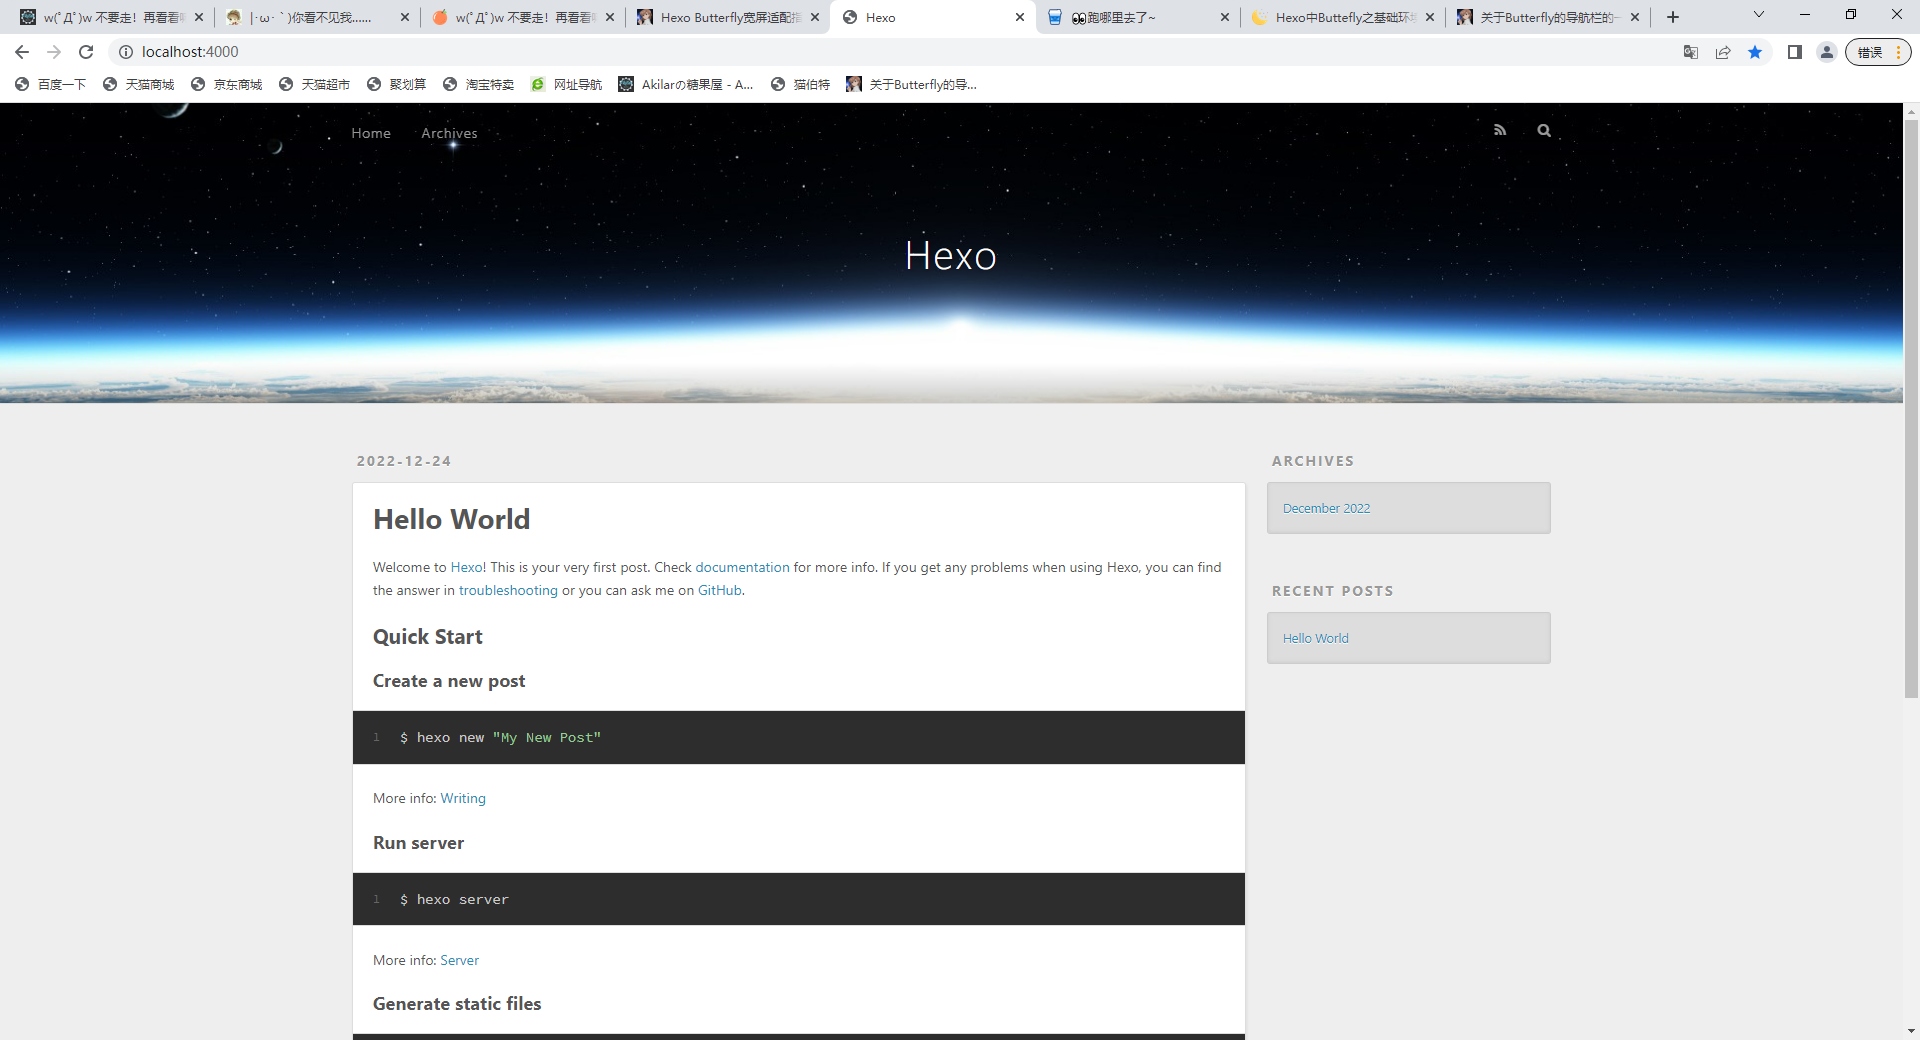 w(ﾟДﾟ)w 不要走！再看看
|･ω･｀)你看不见我……
w(ﾟДﾟ)w 不要走！再看看
Hexo Butterfly宽屏适配指
Hexo
跑哪里去了~
Hexo中Buttefly之基础环
关于Butterfly的导航栏的一
localhost:4000
错误
百度一下
天猫商城
京东商城
天猫超市
聚划算
淘宝特卖
网址导航
Akilarの糖果屋 - A...
猫伯特
关于Butterfly的导...
Home
Archives
Hexo
2022-12-24
Hello World
Welcome to Hexo! This is your very first post. Check documentation for more info. If you get any problems when using Hexo, you can find
the answer in troubleshooting or you can ask me on GitHub.
Quick Start
Create a new post
1 $ hexo new "My New Post"
More info: Writing
Run server
1 $ hexo server
More info: Server
Generate static files
ARCHIVES
December 2022
RECENT POSTS
Hello World